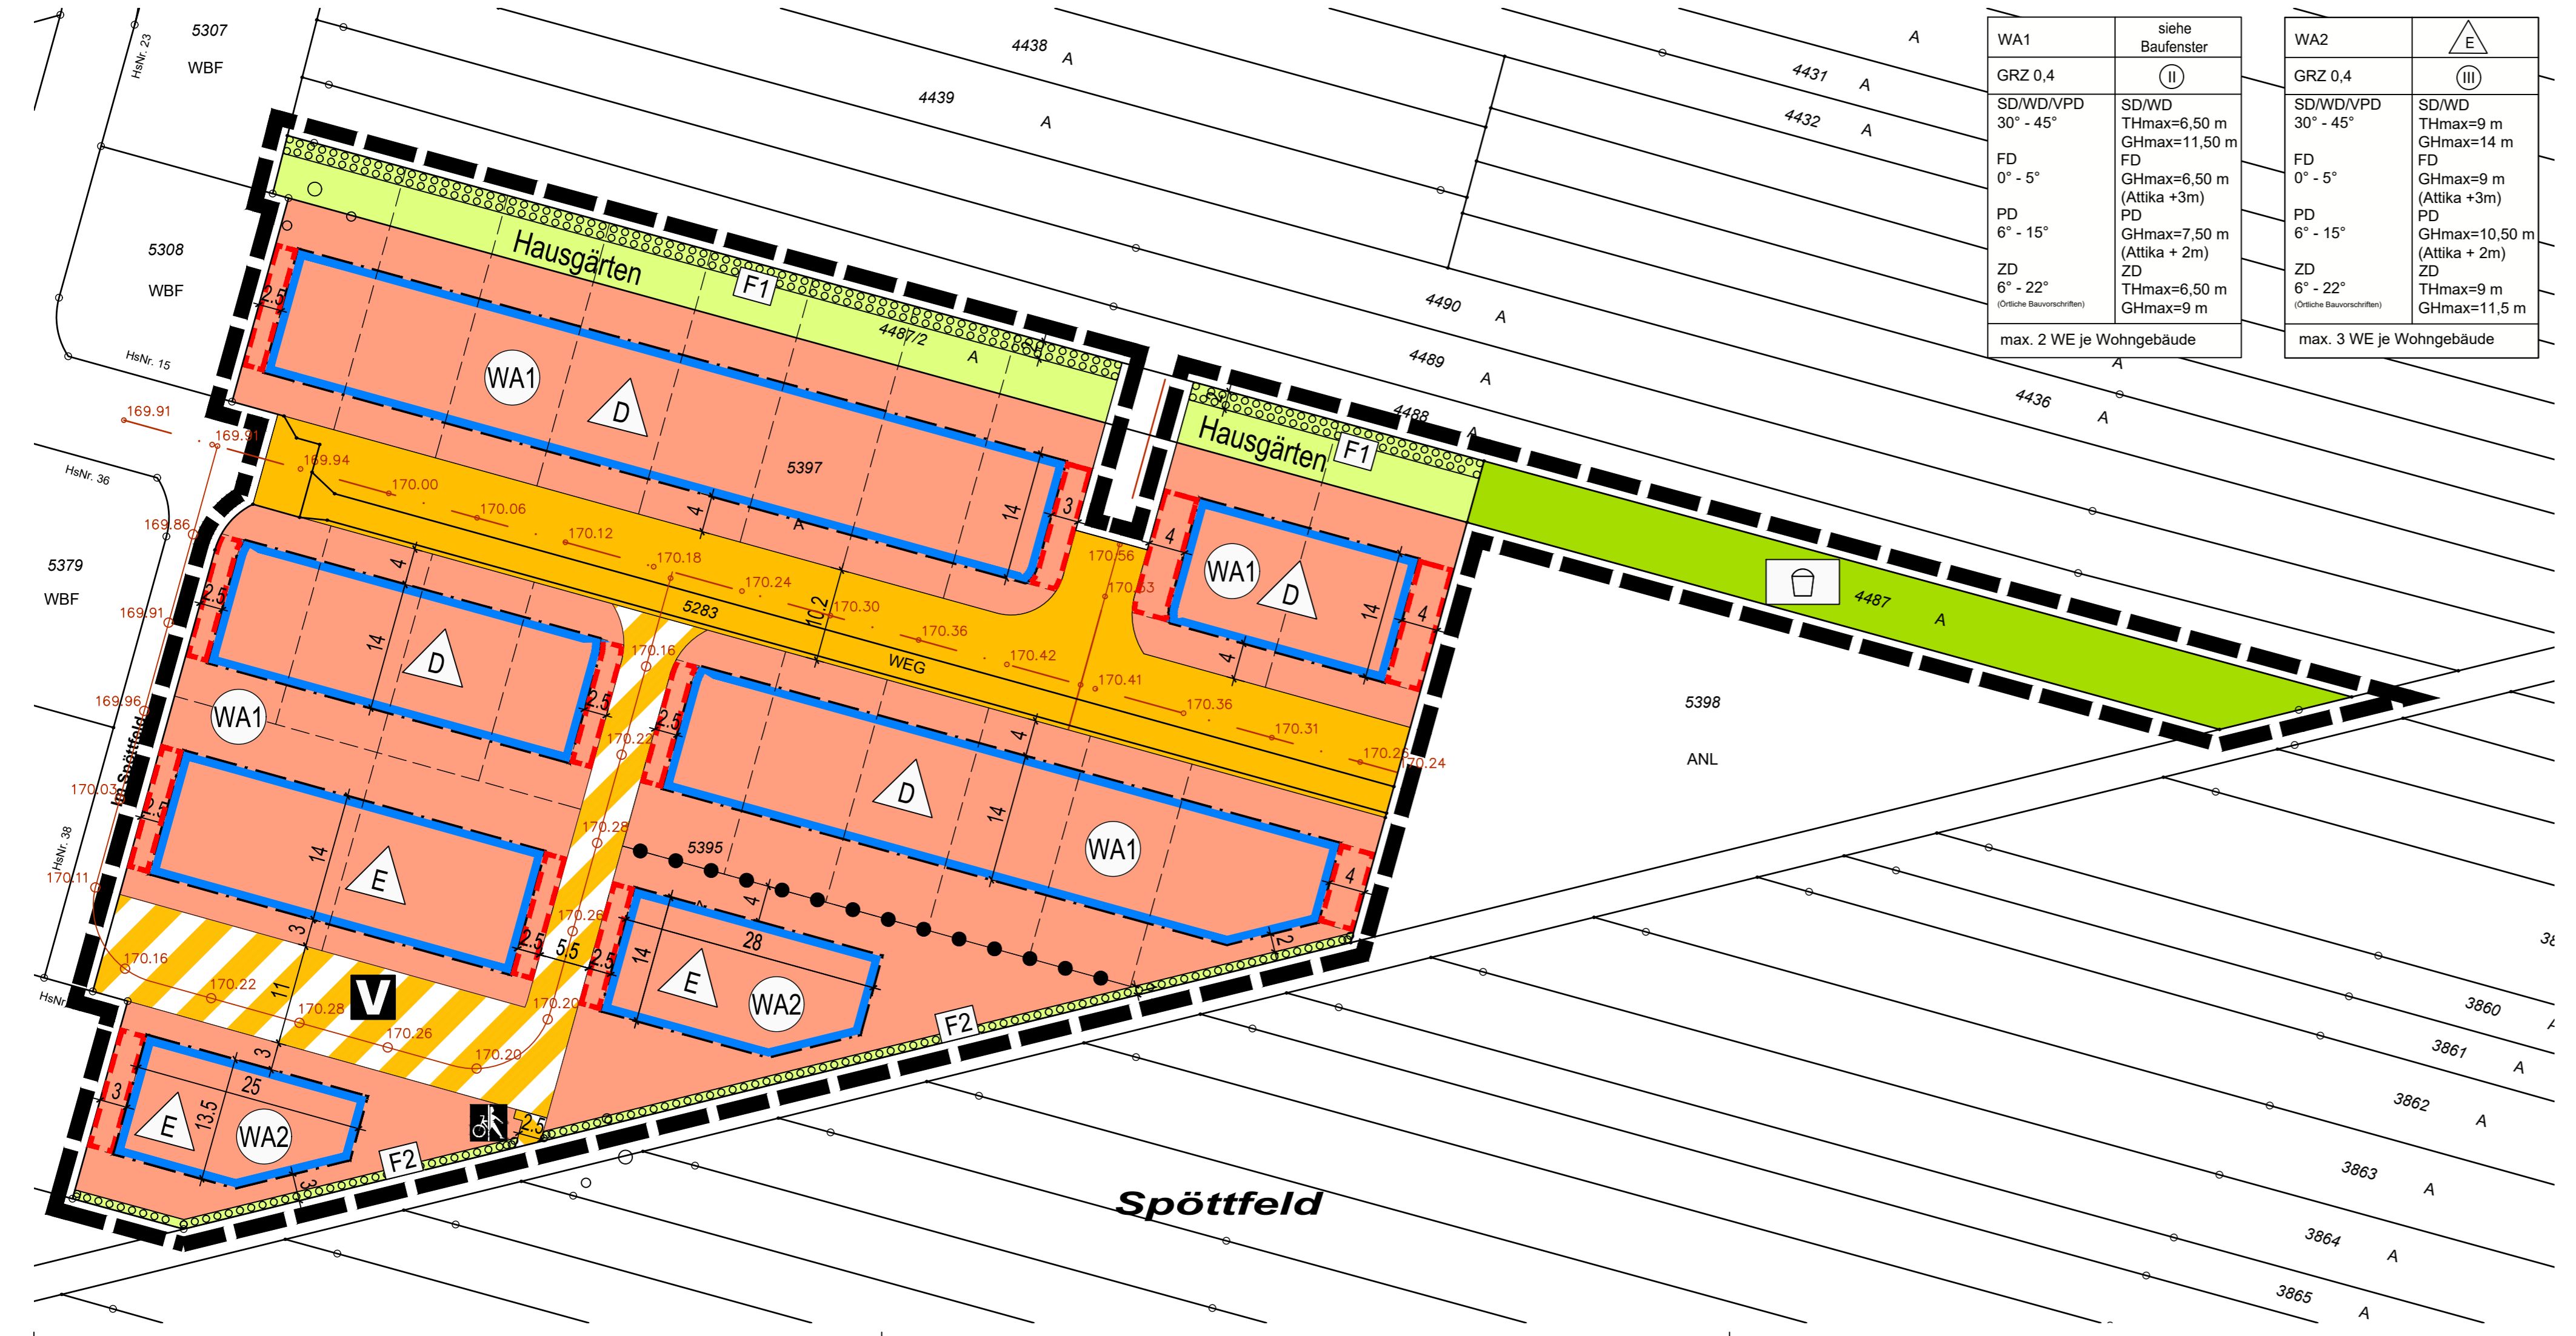 HsNr. 23
5307
WBF
4438
A
4439
A
4431
A
A
4432
A
WA1
siehe
Baufenster
GRZ 0,4
II
SD/WD/VPD
30° - 45°
SD/WD
THmax=6,50 m
GHmax=11,50 m
FD
0° - 5°
FD
GHmax=6,50 m
(Attika +3m)
PD
6° - 15°
PD
GHmax=7,50 m
(Attika + 2m)
ZD
6° - 22°
(Örtliche Bauvorschriften)
ZD
THmax=6,50 m
GHmax=9 m
max. 2 WE je Wohngebäude
WA2
E
GRZ 0,4
III
SD/WD/VPD
30° - 45°
SD/WD
THmax=9 m
GHmax=14 m
FD
0° - 5°
FD
GHmax=9 m
(Attika +3m)
PD
6° - 15°
PD
GHmax=10,50 m
(Attika + 2m)
ZD
6° - 22°
(Örtliche Bauvorschriften)
ZD
THmax=9 m
GHmax=11,5 m
max. 3 WE je Wohngebäude
5308
WBF
HsNr. 15
Hausgärten
F1
4487/2
A
4490
A
4489
A
4488
A
A
4436
A
2.5
WA1
D
5397
A
14
3
4
Hausgärten
F1
4
WA1
D
14
4
4
4487
A
169.91
169.91
169.94
170.00
170.06
170.12
170.18
170.24
170.30
170.36
170.42
170.41
170.36
170.31
170.26
170.24
170.56
170.53
10.2
5283
WEG
HsNr. 36
5379
WBF
169.86
169.91
169.96
170.03
170.11
Im Spöttfeld
HsNr. 38
2.5
4
14
D
2.5
WA1
2.5
14
E
3
2.5
5.5
170.16
170.22
170.28
170.26
170.20
2.5
4
D
14
WA1
4
5395
4
2
2.5
28
14
E
WA2
F2
5398
ANL
170.16
170.22
170.28
170.26
170.20
11
V
HsNr.
3
3
25
13.5
E
WA2
3
F2
2.5
Spöttfeld
3860
A
3861
A
3862
A
3863
A
3864
A
3865
A